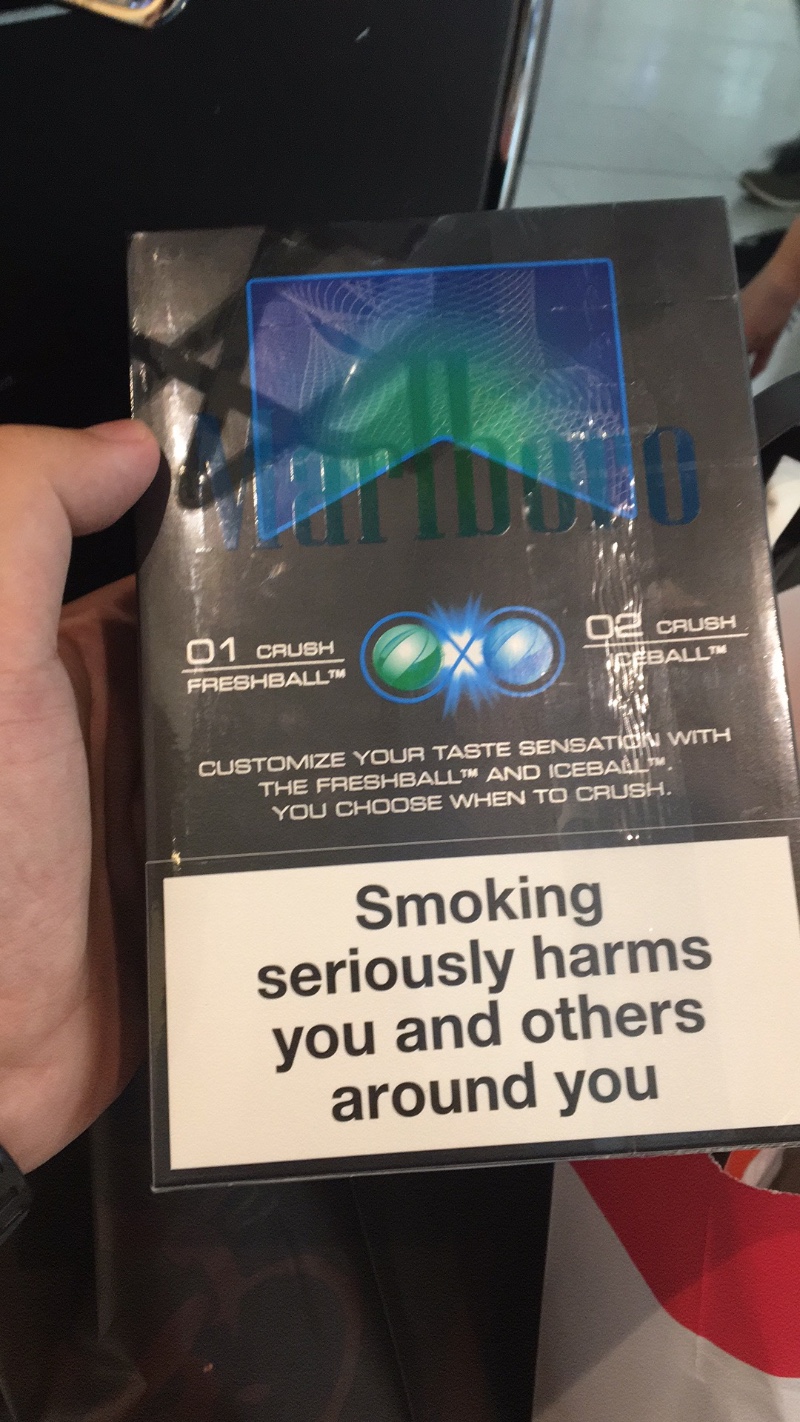 Marlboro
01 CRUSH
FRESHBALL™
02 CRUSH
ICEBALL™
CUSTOMIZE YOUR TASTE SENSATION WITH
THE FRESHBALL™ AND ICEBALL™.
YOU CHOOSE WHEN TO CRUSH.
Smoking
seriously harms
you and others
around you